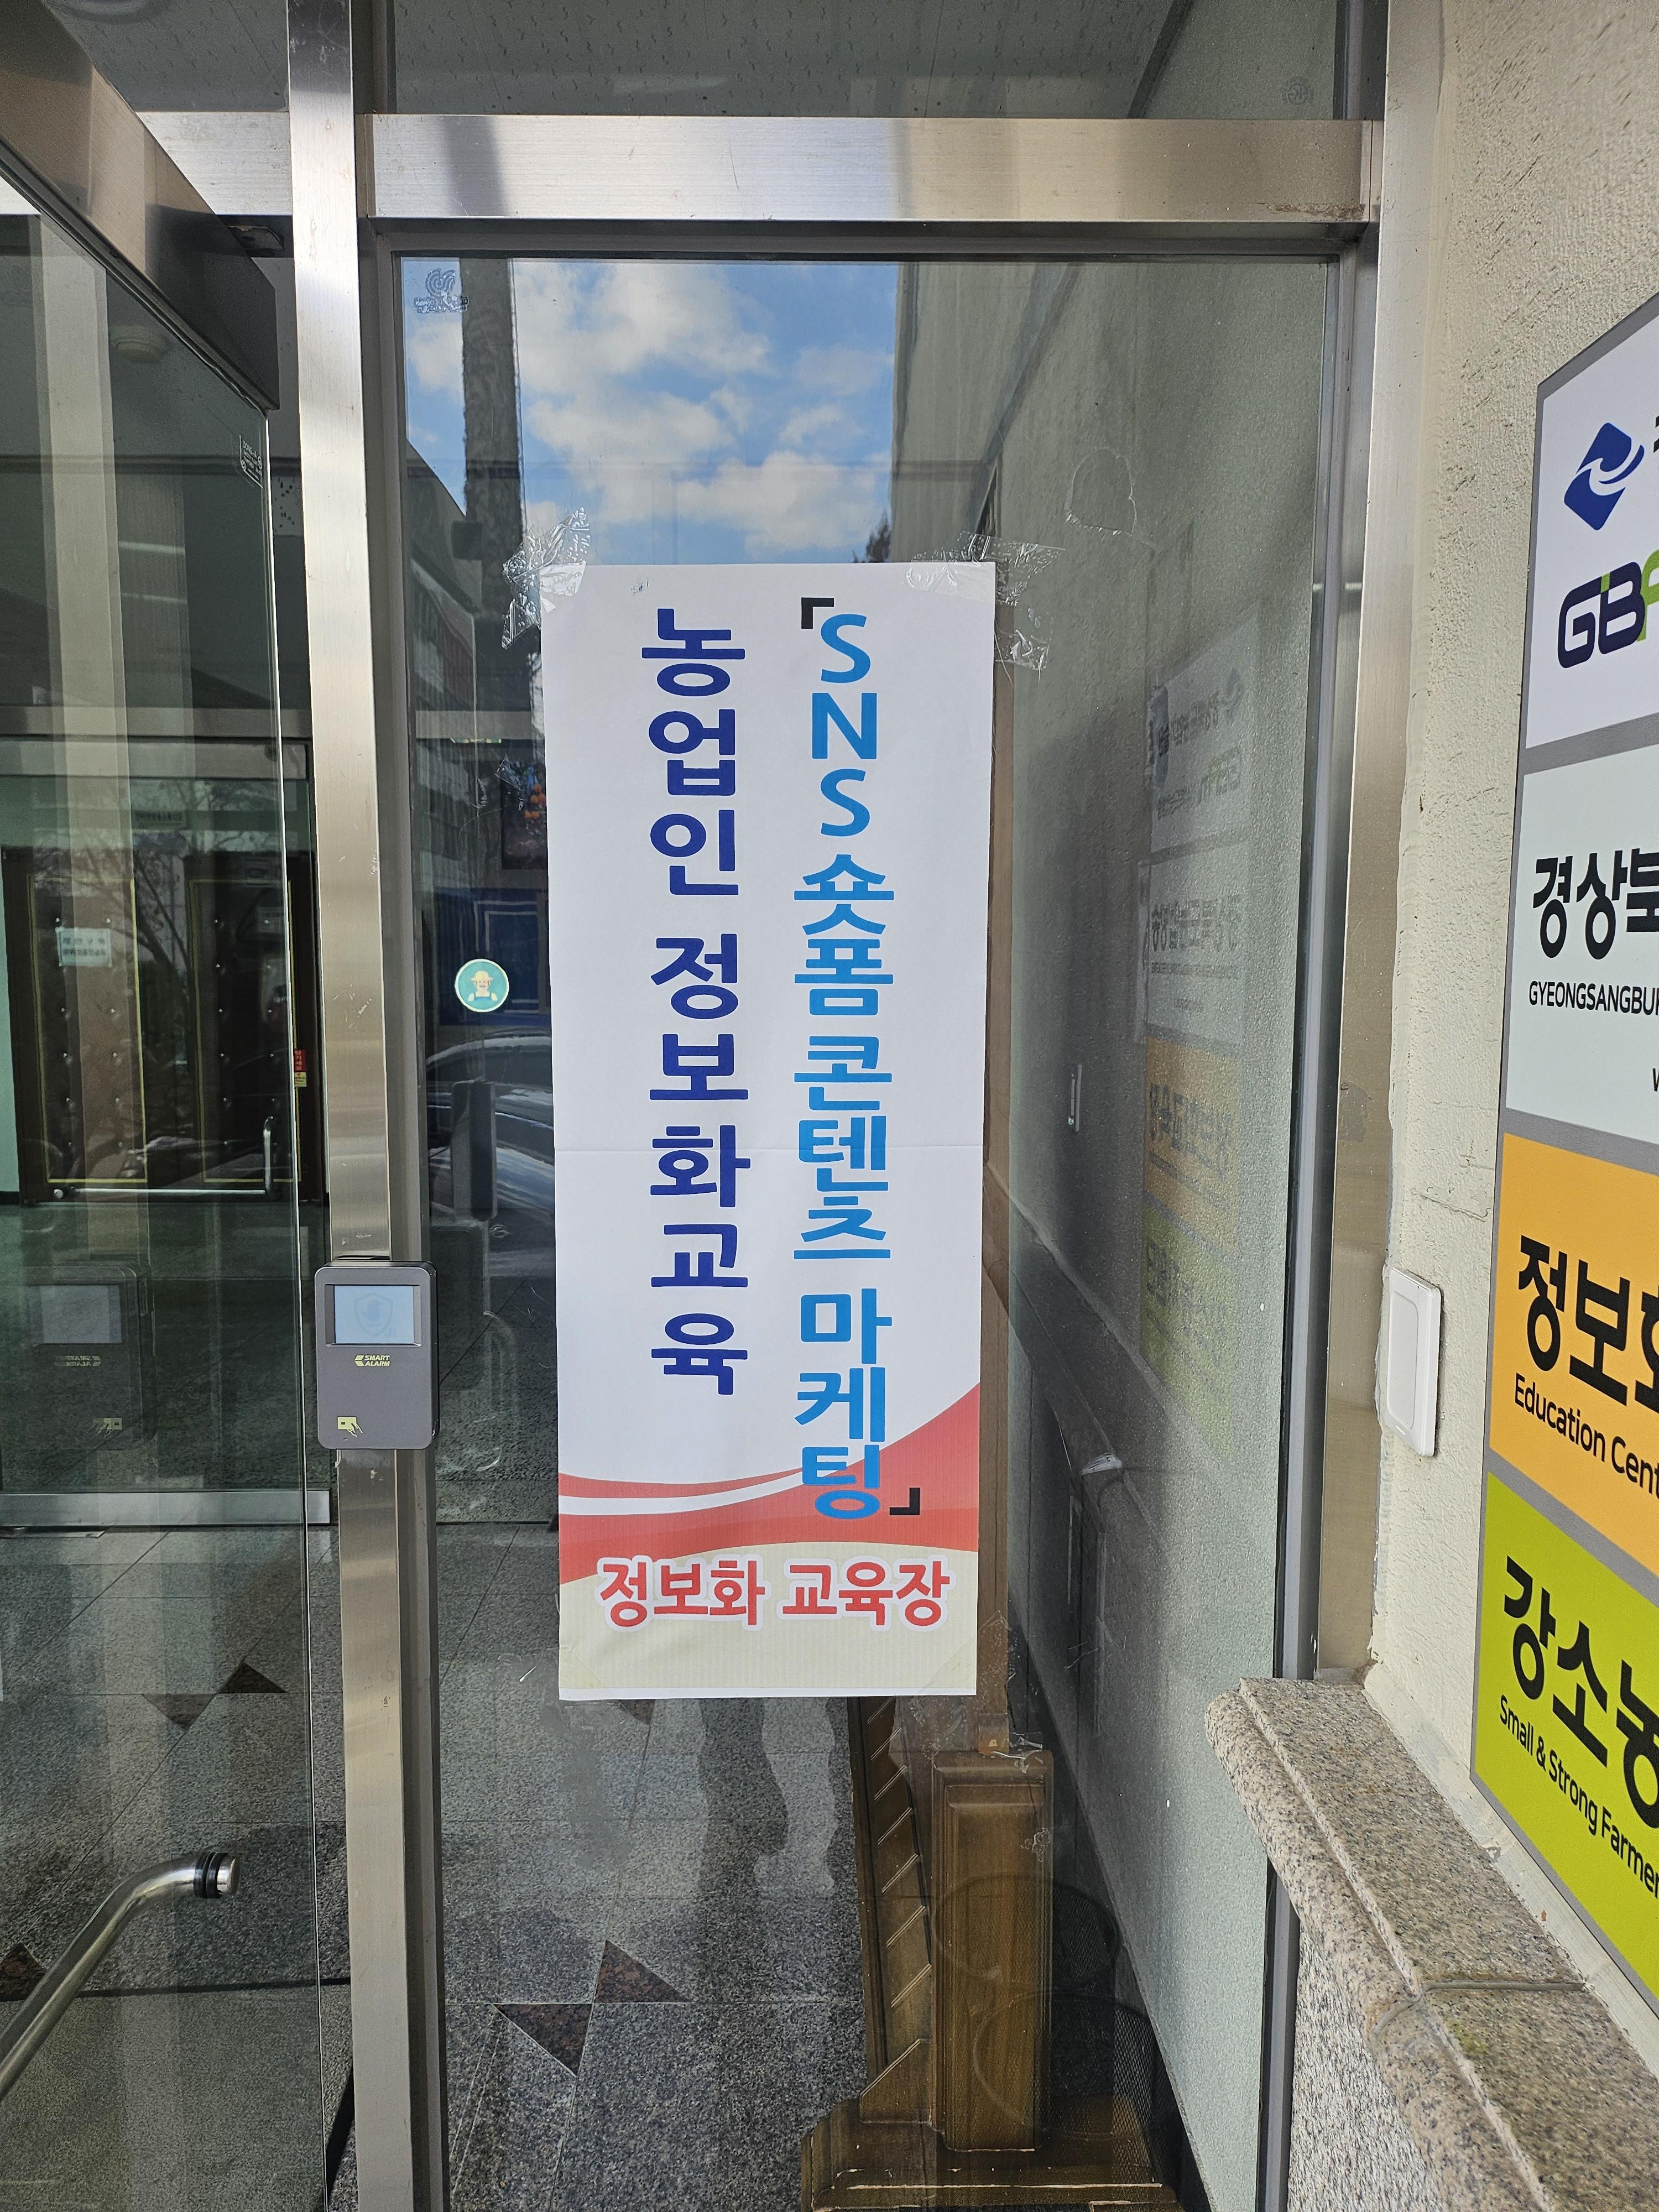 「SNS 숏폼 콘텐츠 마케팅」
농업인 정보화교육
정보화 교육장
SMART
ALARM
GB
경상북
GYEONGSANGBUK
정보화
Education Cent
강소농
Small & Strong Farmer